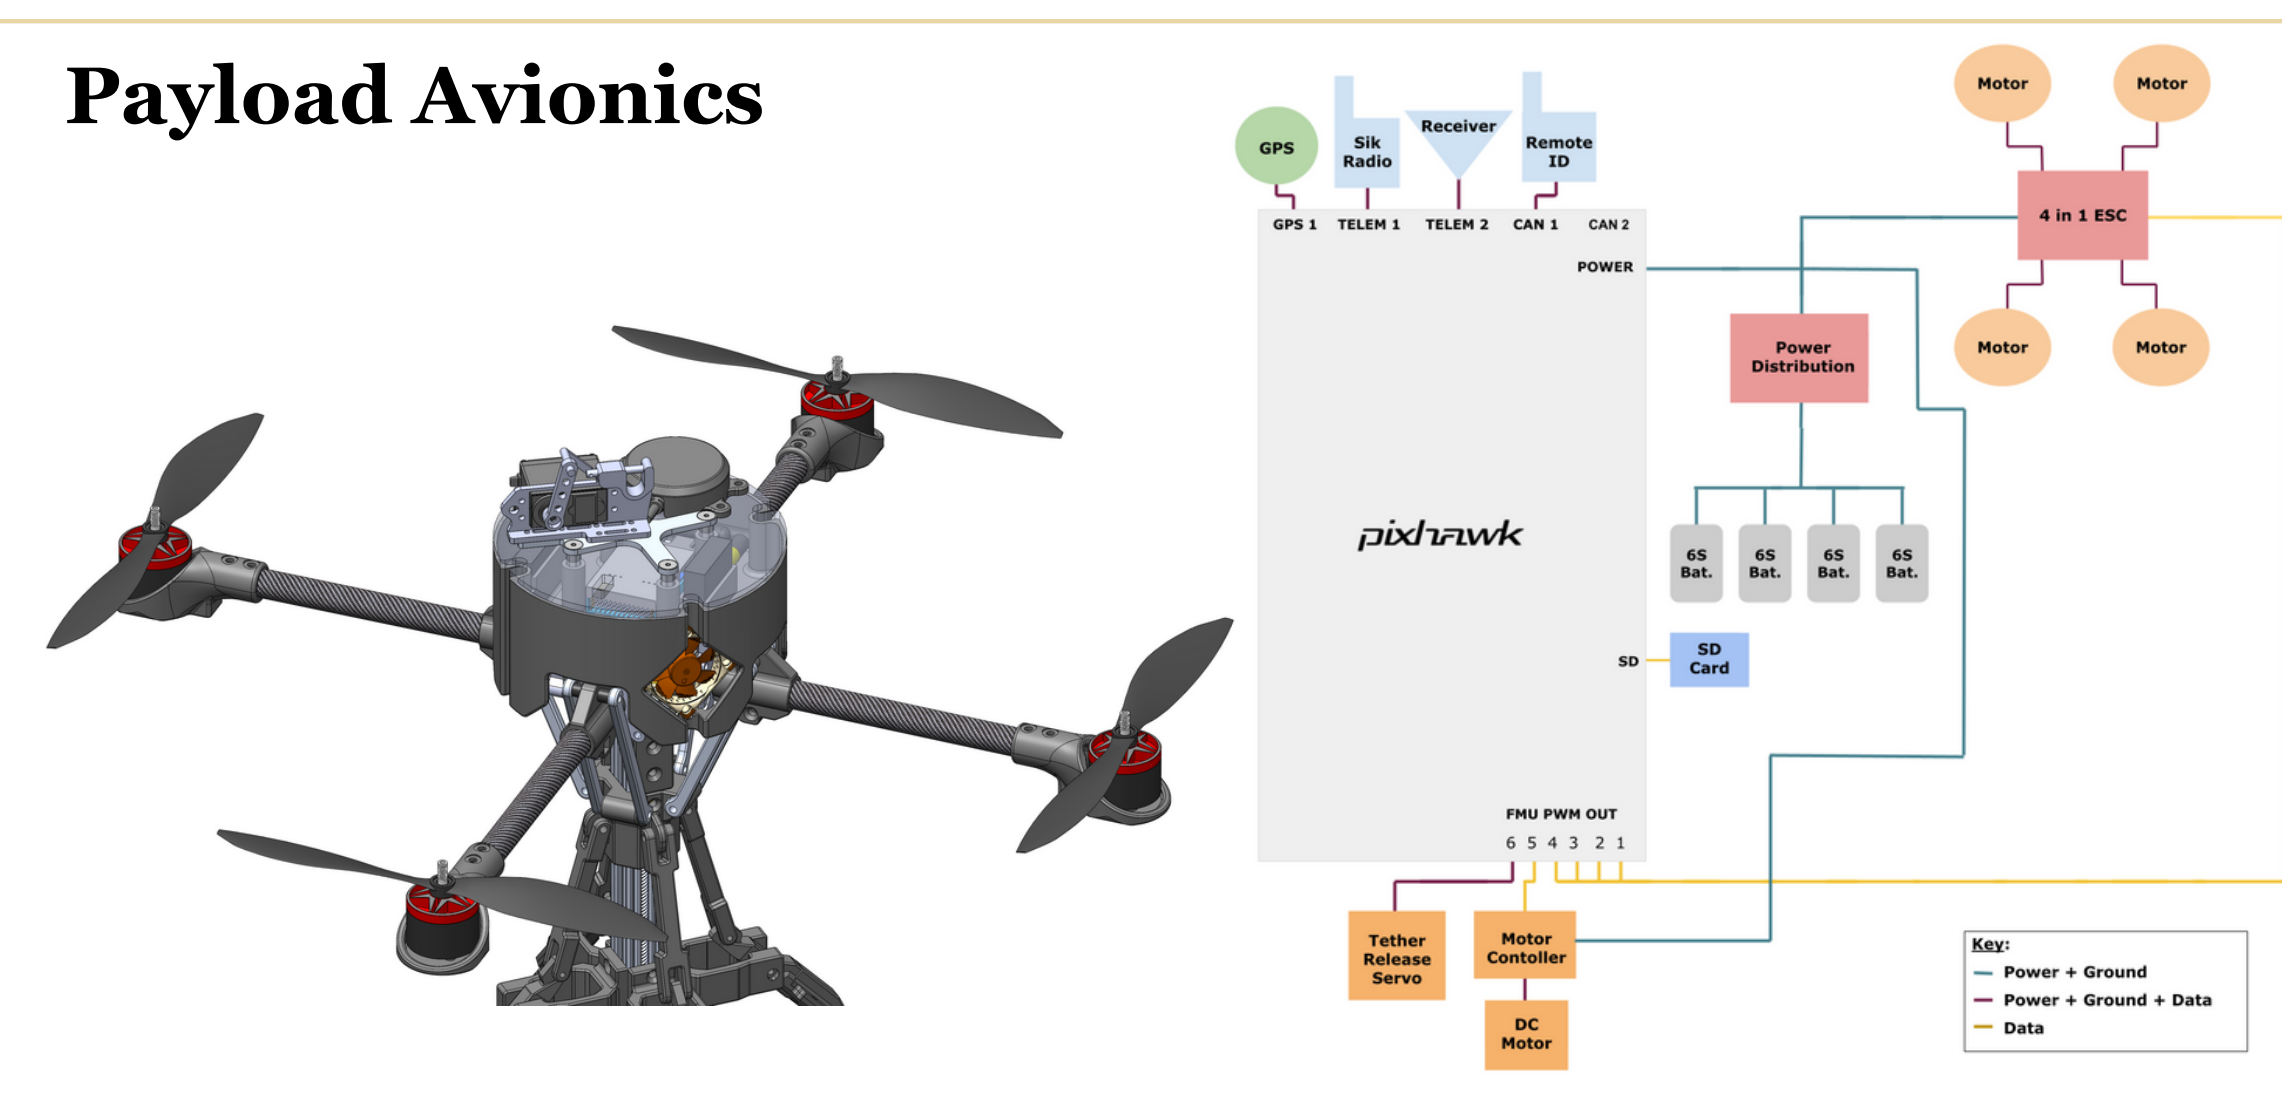 Payload Avionics
GPS
Sik
Radio
Receiver
Remote
ID
GPS 1
TELEM 1
TELEM 2
CAN 1
CAN 2
POWER
pixhawk
SD
FMU PWM OUT
6 5 4 3 2 1
Motor
Motor
4 in 1 ESC
Motor
Motor
Power
Distribution
6S
Bat.
6S
Bat.
6S
Bat.
6S
Bat.
SD
Card
Tether
Release
Servo
Motor
Contoller
DC
Motor
Key:
Power + Ground
Power + Ground + Data
Data